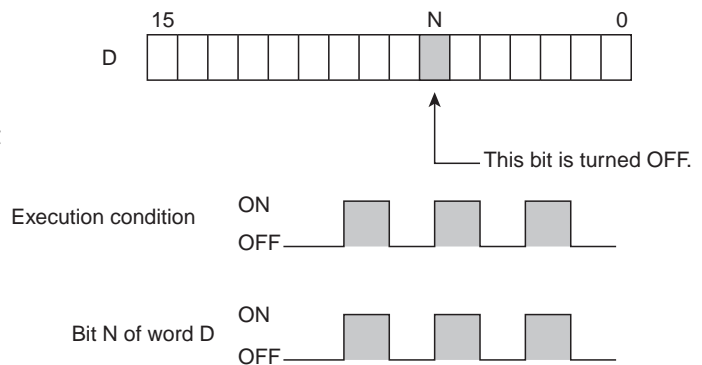 15 N 0
D
This bit is turned OFF.
Execution condition
ON
OFF
Bit N of word D
ON
OFF